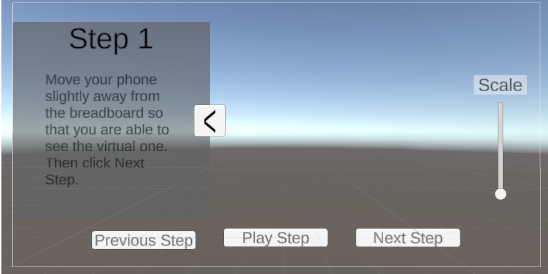 Step 1
Move your phone
slightly away from
the breadboard so
that you are able to
see the virtual one.
Then click Next
Step.
<
Scale
Previous Step
Play Step
Next Step